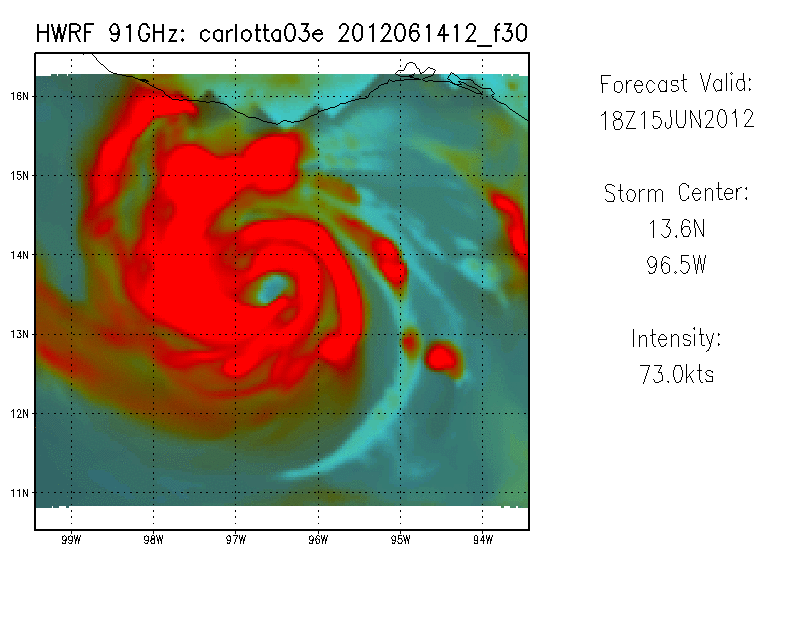 HWRF 91GHz: carlotta03e 2012061412_f30
Forecast Valid:
18Z15JUN2012
Storm Center:
13.6N
96.5W
Intensity:
73.0kts
16N
15N
14N
13N
12N
11N
99W 98W 97W 96W 95W 94W